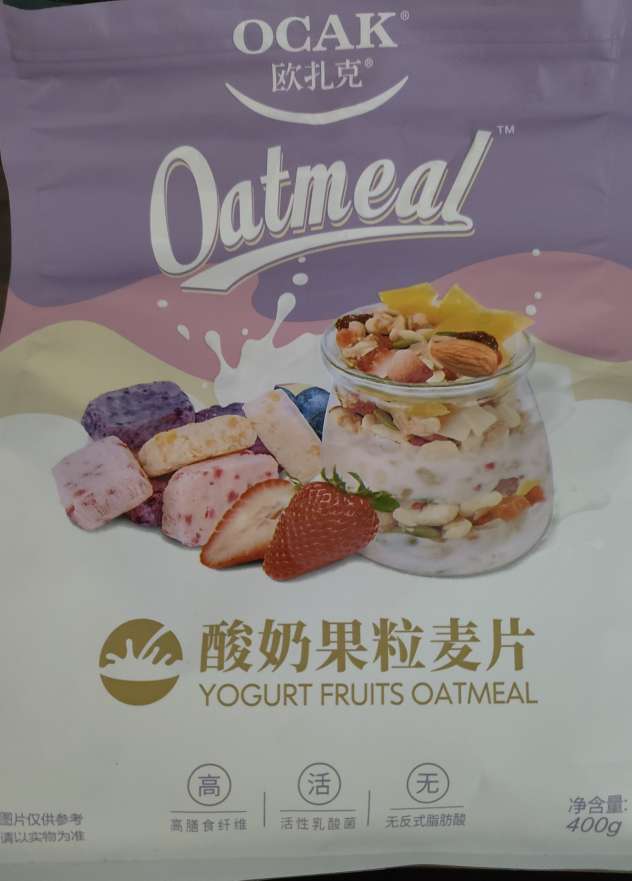 OCAK®
欧扎克®
Oatmeal™
酸奶果粒麦片
YOGURT FRUITS OATMEAL
高 活 无
高膳食纤维 活性乳酸菌 无反式脂肪酸
图片仅供参考
请以实物为准
净含量:
400g